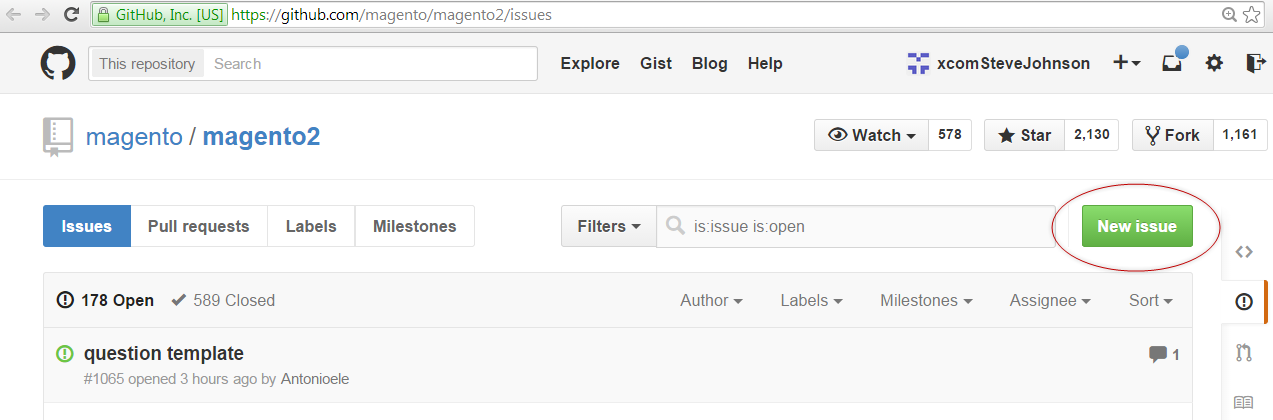 GitHub, Inc. [US] https://github.com/magento/magento2/issues
This repository Search Explore Gist Blog Help xcomSteveJohnson
magento / magento2 Watch 578 Star 2,130 Fork 1,161
Issues Pull requests Labels Milestones Filters is:issue is:open New issue
178 Open 589 Closed Author Labels Milestones Assignee Sort
question template 1
#1065 opened 3 hours ago by Antonioele